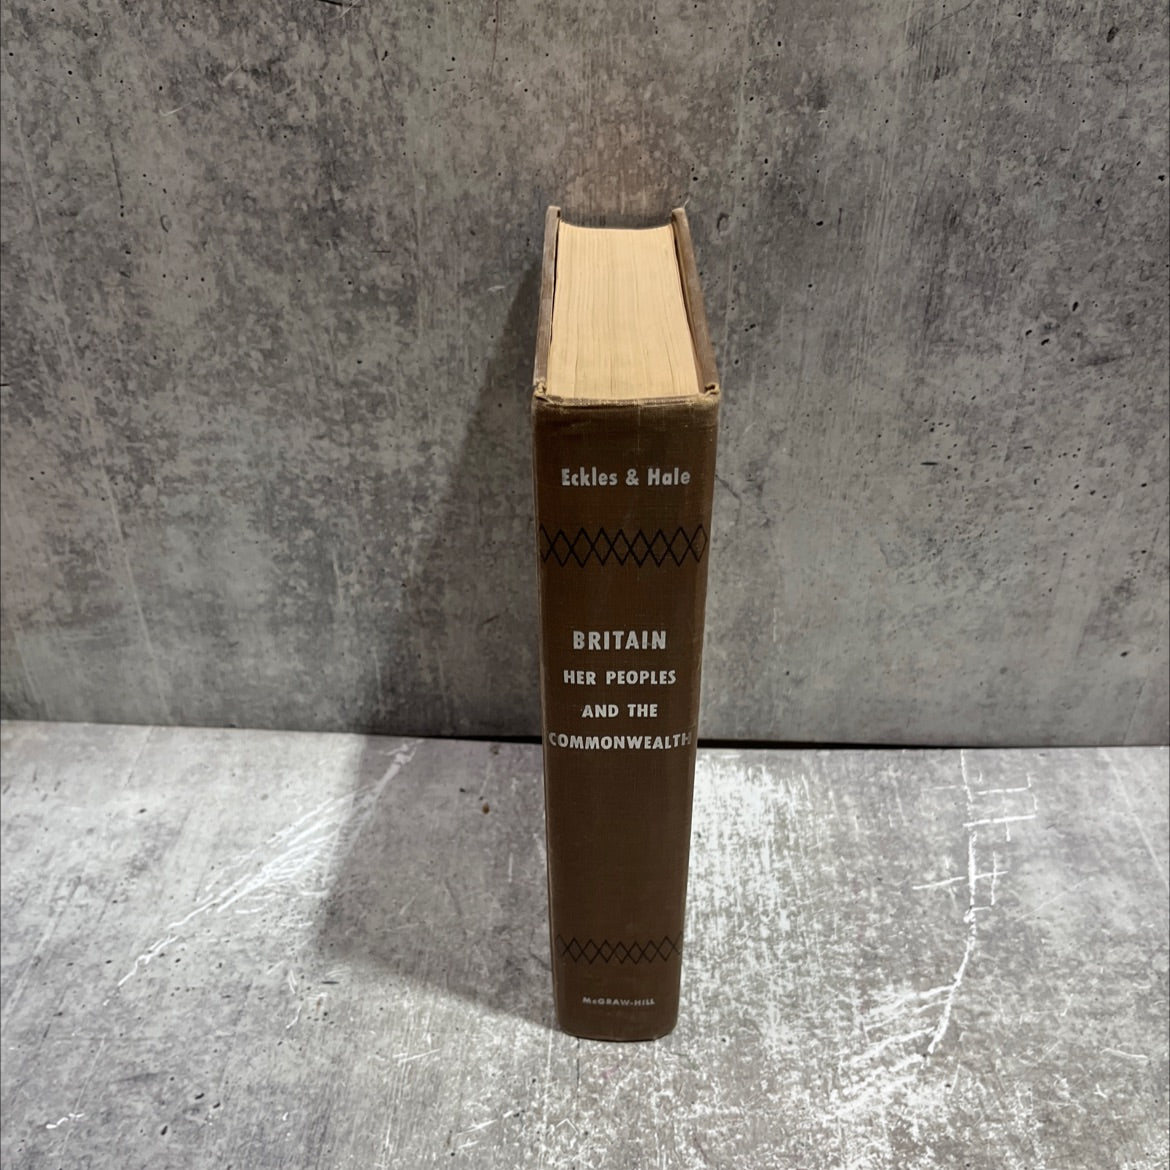 Eckles & Hale
BRITAIN
HER PEOPLES
AND THE
COMMONWEALTH
McGRAW-HILL